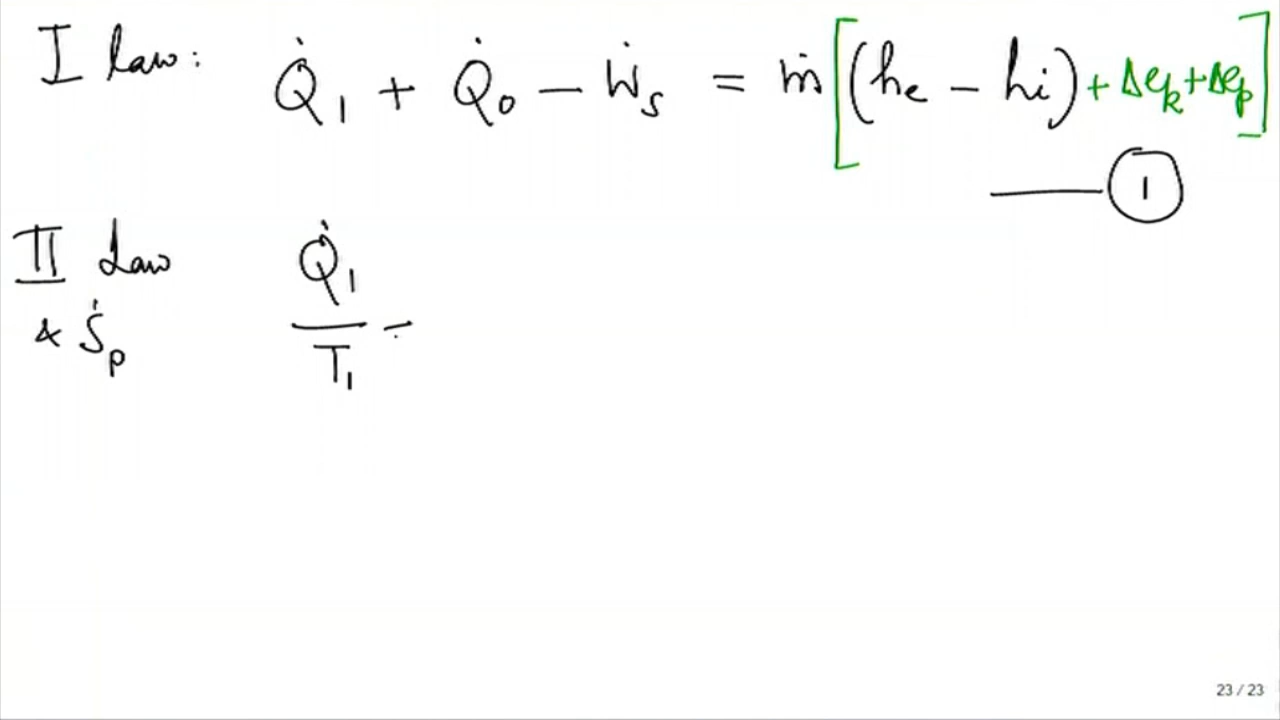 I law: Q̇₁ + Q̇₀ − Ẇₛ = ṁ[(hₑ − hᵢ) + Δeₖ + Δeₚ]
— ①
II Law Q̇₁
& Ṡₚ — =
T₁
23 / 23